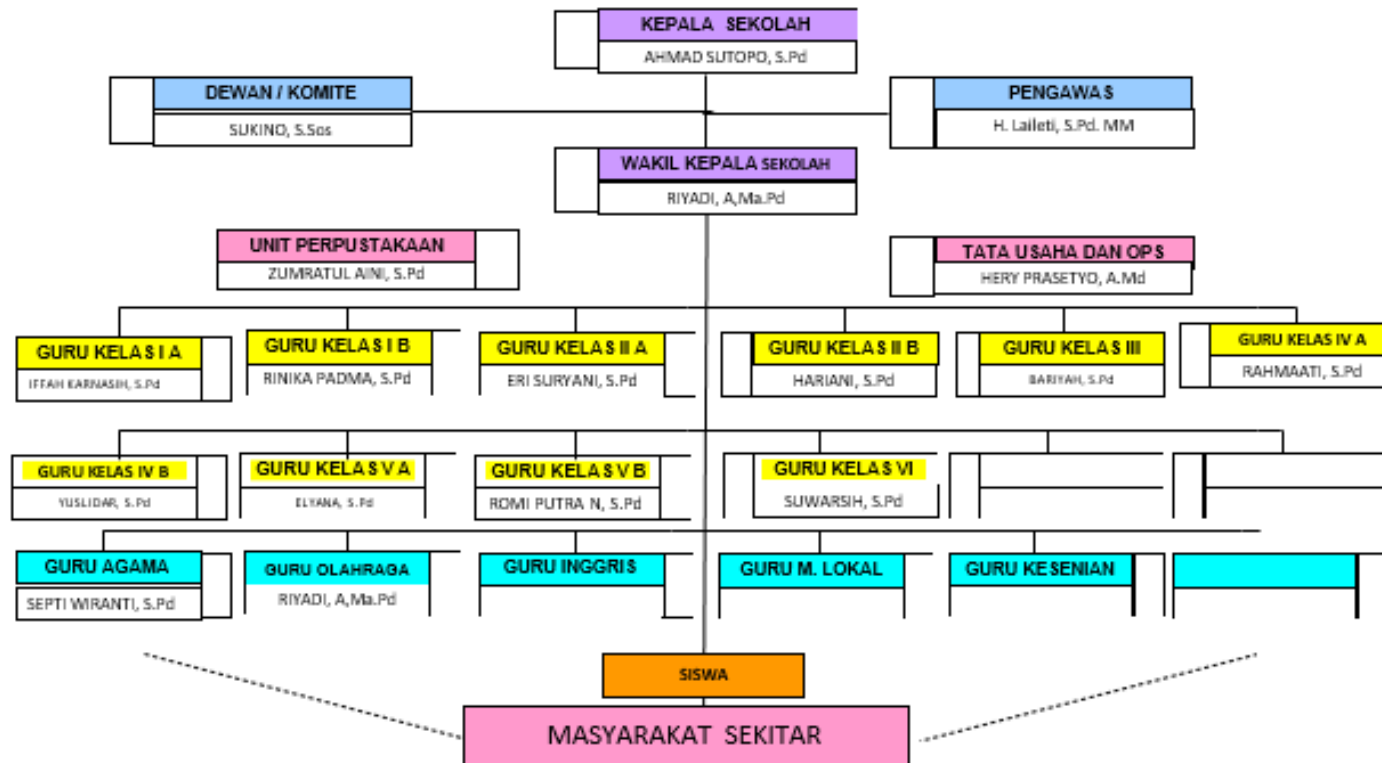 KEPALA SEKOLAH
AHMAD SUTOPO, S.Pd
DEWAN / KOMITE
SUKINO, S.Sos
PENGAWAS
H. Laileti, S.Pd. MM
WAKIL KEPALA SEKOLAH
RIYADI, A,Ma.Pd
UNIT PERPUSTAKAAN
ZUMRATUL AINI, S.Pd
TATA USAHA DAN OPS
HERY PRASETYO, A.Md
GURU KELAS I A
IFFAH KARNASIH, S.Pd
GURU KELAS I B
RINIKA PADMA, S.Pd
GURU KELAS II A
ERI SURYANI, S.Pd
GURU KELAS II B
HARIANI, S.Pd
GURU KELAS III
BARIYAH, S.Pd
GURU KELAS IV A
RAHMAATI, S.Pd
GURU KELAS IV B
YUSLIDAR, S.Pd
GURU KELAS V A
ELYANA, S.Pd
GURU KELAS V B
ROMI PUTRA N, S.Pd
GURU KELAS VI
SUWARSIH, S.Pd
GURU AGAMA
SEPTI WIRANTI, S.Pd
GURU OLAHRAGA
RIYADI, A,Ma.Pd
GURU INGGRIS
GURU M. LOKAL
GURU KESENIAN
SISWA
MASYARAKAT SEKITAR